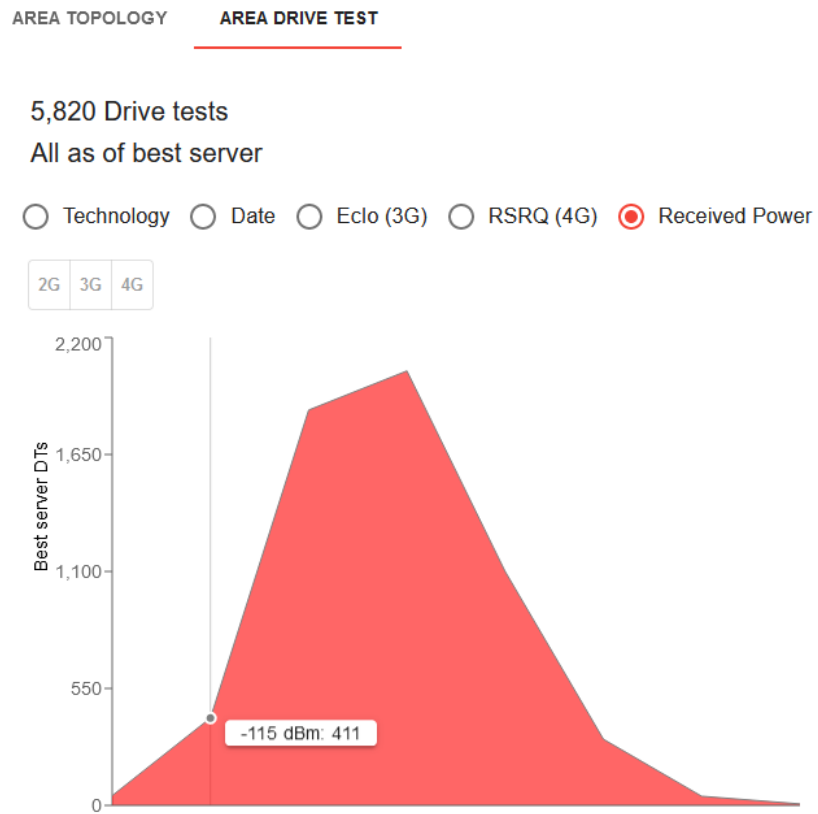 AREA TOPOLOGY AREA DRIVE TEST
5,820 Drive tests
All as of best server
Technology Date EcIo (3G) RSRQ (4G) Received Power
2G 3G 4G
2,200
1,650
Best server DTs
1,100
550
-115 dBm: 411
0